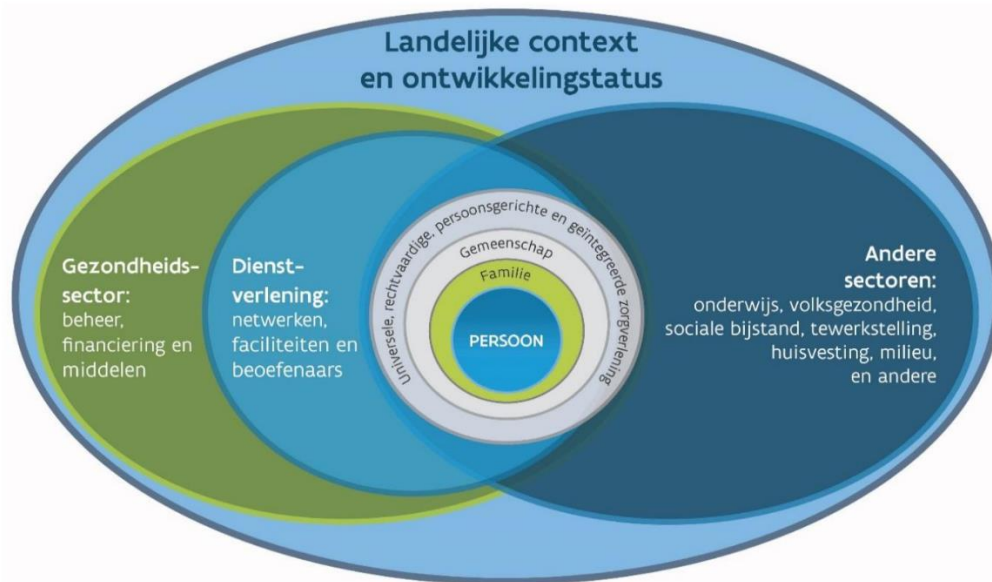 Landelijke context
en ontwikkelingstatus
Gezondheids-
sector:
beheer,
financiering en
middelen
Dienst-
verlening:
netwerken,
faciliteiten en
beoefenaars
Universele, rechtvaardige, persoonsgerichte en geïntegreerde zorgverlening
Gemeenschap
Familie
PERSOON
Andere
sectoren:
onderwijs, volksgezondheid,
sociale bijstand, tewerkstelling,
huisvesting, milieu,
en andere